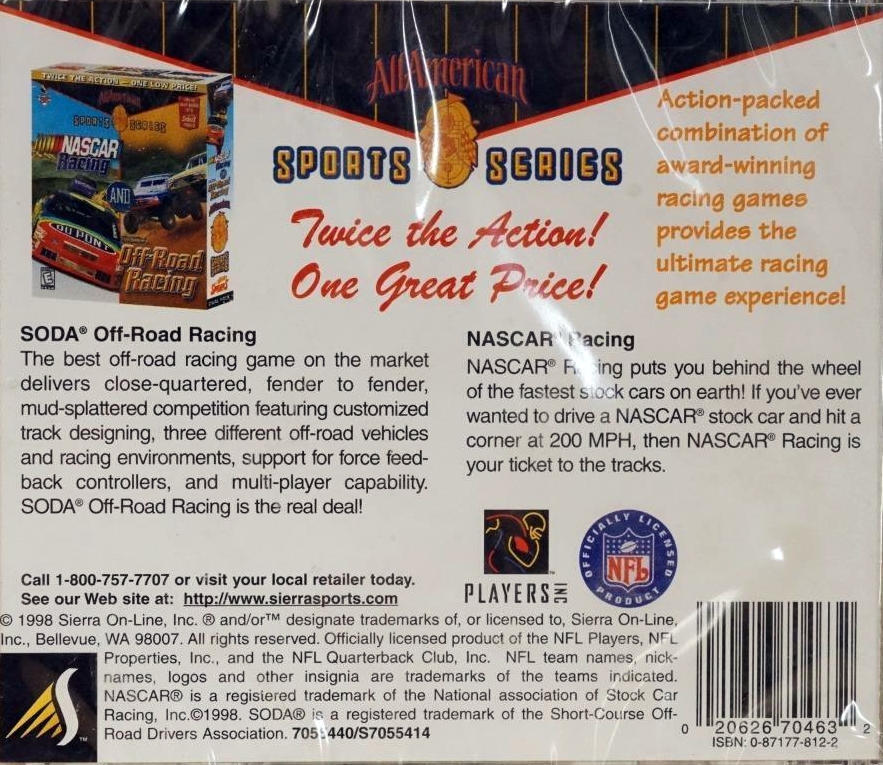 TWICE THE ACTION - ONE LOW PRICE!
All-American
SPORTS SERIES
NASCAR
Racing
AND
DU PONT
Off-Road
Racing
E
All-American
SPORTS SERIES
Twice the Action!
One Great Price!
Action-packed
combination of
award-winning
racing games
provides the
ultimate racing
game experience!
SODA® Off-Road Racing
The best off-road racing game on the market
delivers close-quartered, fender to fender,
mud-splattered competition featuring customized
track designing, three different off-road vehicles
and racing environments, support for force feed-
back controllers, and multi-player capability.
SODA® Off-Road Racing is the real deal!
NASCAR® Racing
NASCAR® Racing puts you behind the wheel
of the fastest stock cars on earth! If you've ever
wanted to drive a NASCAR® stock car and hit a
corner at 200 MPH, then NASCAR® Racing is
your ticket to the tracks.
PLAYERS INC
OFFICIALLY LICENSED
NFL
PRODUCT
Call 1-800-757-7707 or visit your local retailer today.
See our Web site at: http://www.sierrasports.com
© 1998 Sierra On-Line, Inc. ® and/or™ designate trademarks of, or licensed to, Sierra On-Line,
Inc., Bellevue, WA 98007. All rights reserved. Officially licensed product of the NFL Players, NFL
Properties, Inc., and the NFL Quarterback Club, Inc. NFL team names, nick-
names, logos and other insignia are trademarks of the teams indicated.
NASCAR® is a registered trademark of the National association of Stock Car
Racing, Inc.©1998. SODA® is a registered trademark of the Short-Course Off-
Road Drivers Association. 7055440/S7055414
S™
0 20626 70463 2
ISBN: 0-87177-812-2